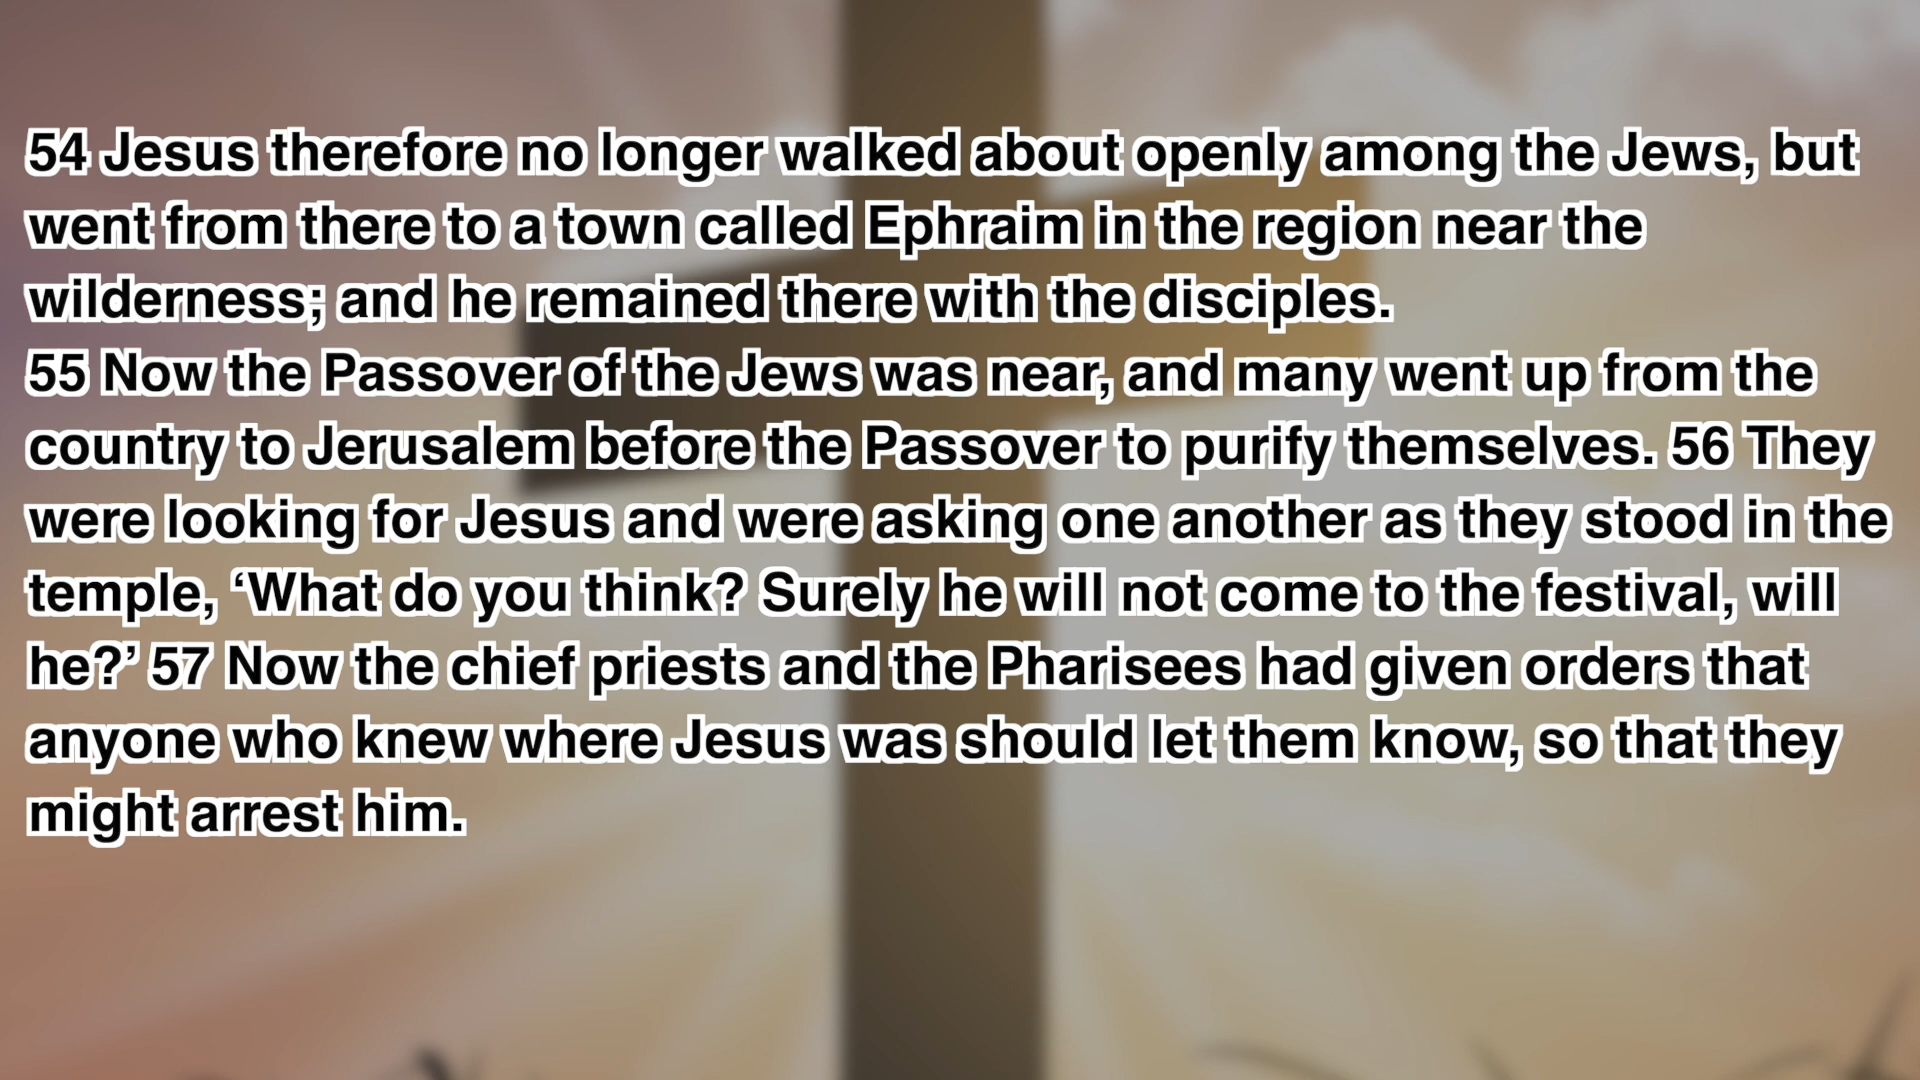 54 Jesus therefore no longer walked about openly among the Jews, but
went from there to a town called Ephraim in the region near the
wilderness; and he remained there with the disciples.
55 Now the Passover of the Jews was near, and many went up from the
country to Jerusalem before the Passover to purify themselves. 56 They
were looking for Jesus and were asking one another as they stood in the
temple, ‘What do you think? Surely he will not come to the festival, will
he?’ 57 Now the chief priests and the Pharisees had given orders that
anyone who knew where Jesus was should let them know, so that they
might arrest him.